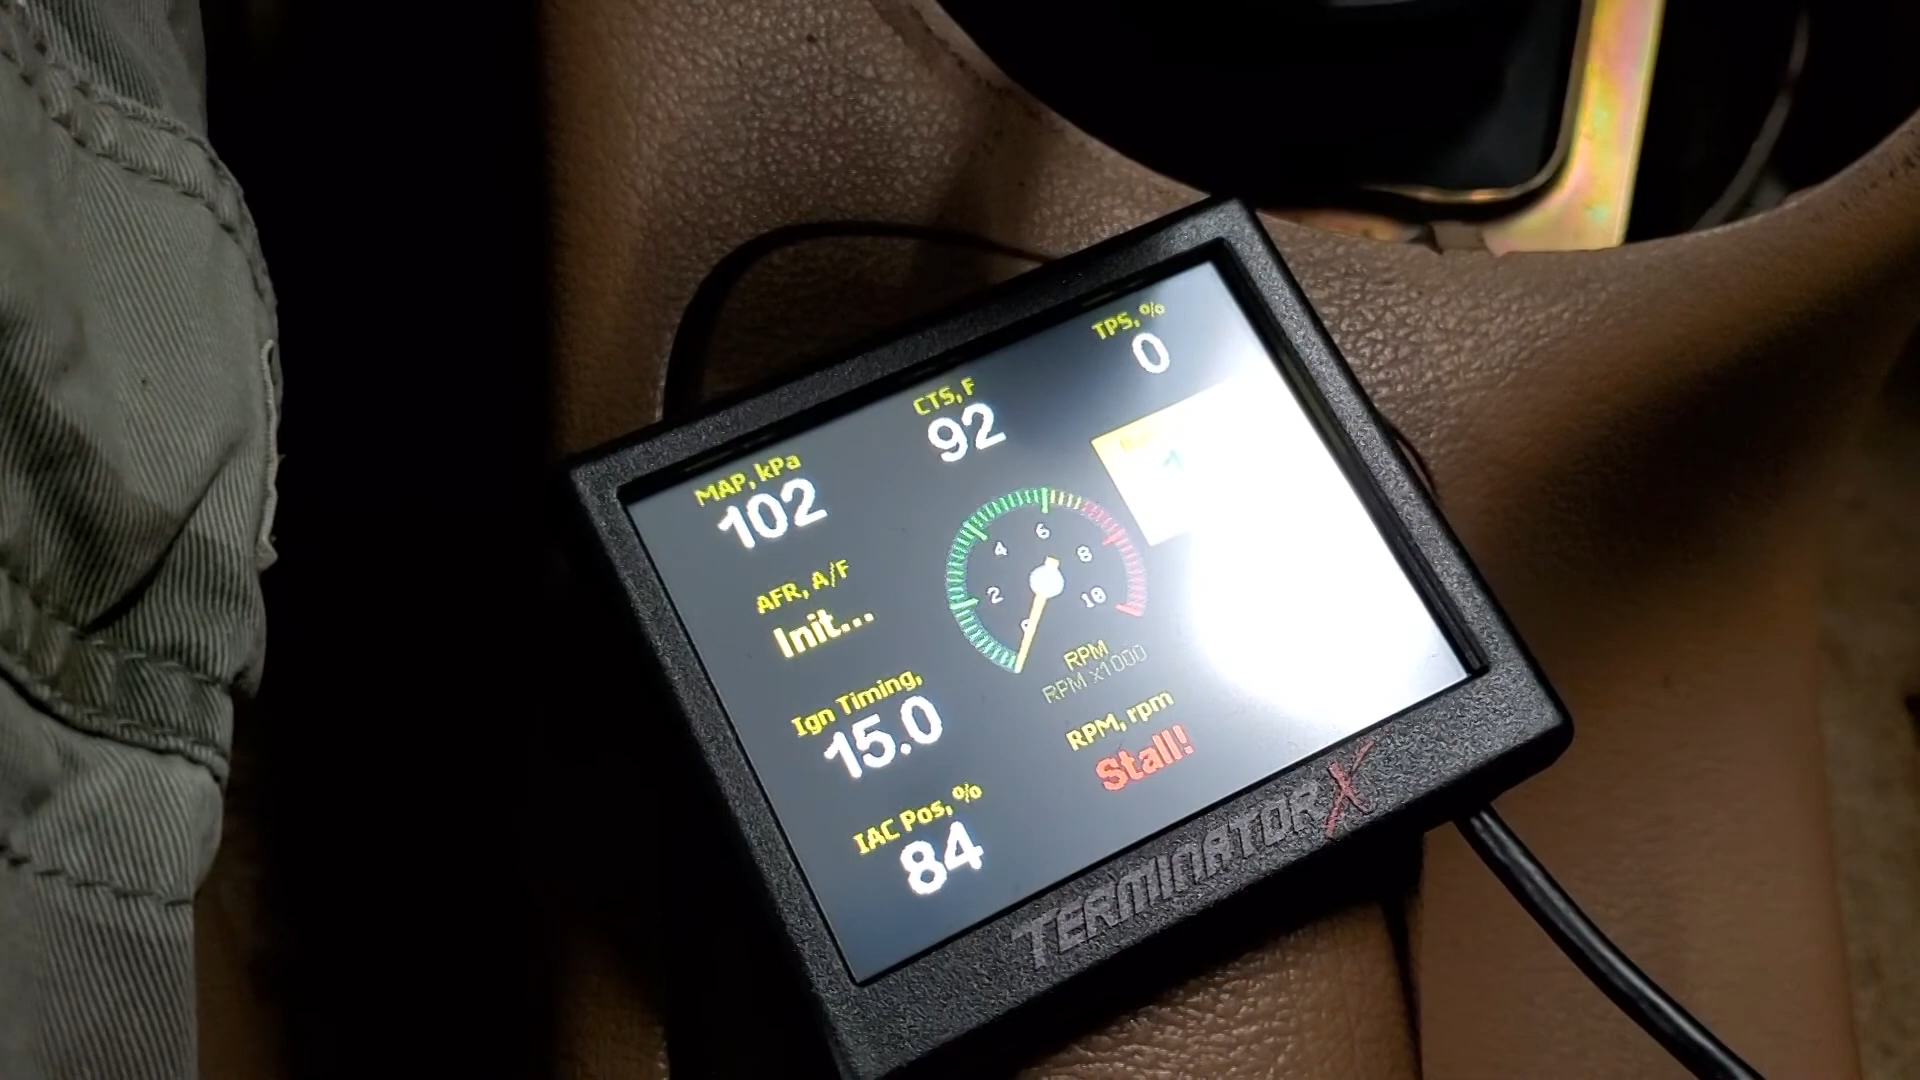 TPS, %
0
CTS, F
92
MAP, kPa
102
AFR, A/F
Init...
Ign Timing,
15.0
IAC Pos, %
84
0
2
4
6
8
10
RPM
RPM x1000
RPM, rpm
Stall!
TERMINATOR X